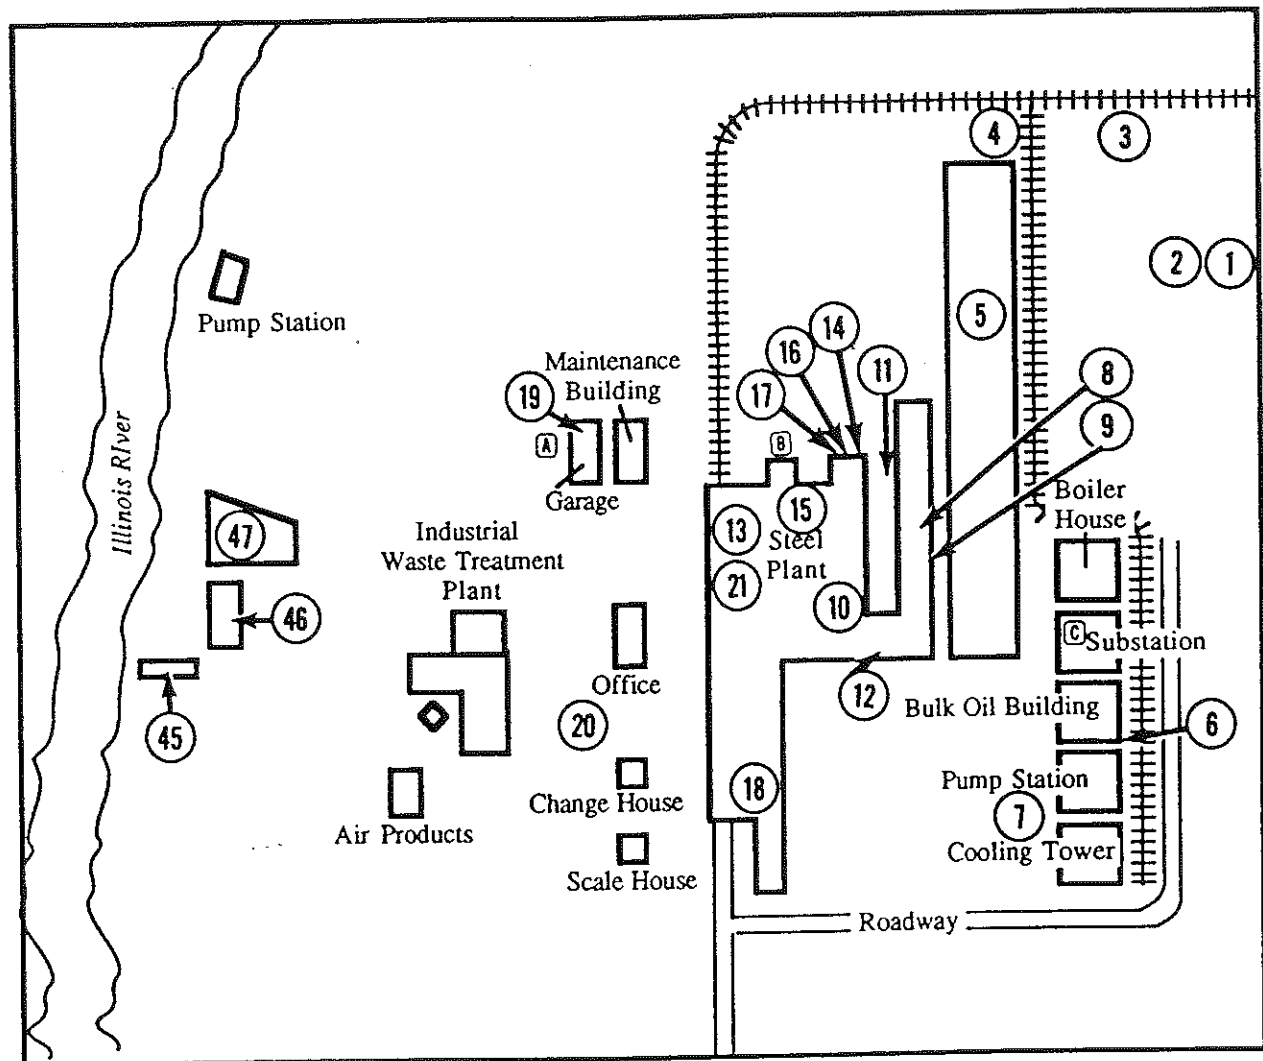 4
3
2
1
5
Pump Station
14
16
11
17
8
9
Maintenance
Building
19
A
B
Garage
Illinois RIver
47
46
45
Industrial
Waste Treatment
Plant
13
15
Steel
Plant
21
10
12
Boiler
House
C
Substation
Bulk Oil Building
6
Office
20
Pump Station
7
Cooling Tower
18
Change House
Air Products
Scale House
Roadway